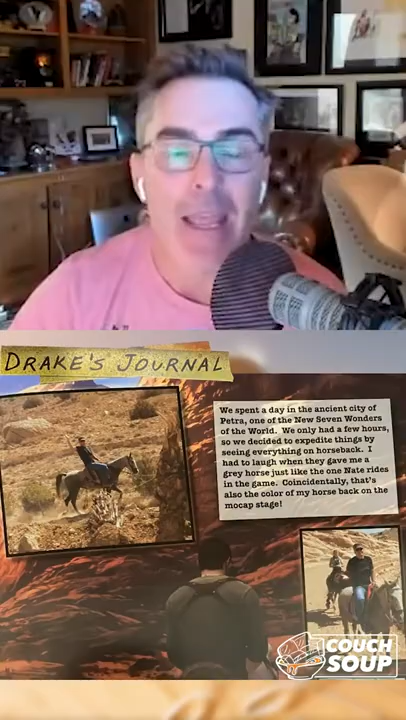 DRAKE'S JOURNAL
We spent a day in the ancient city of
Petra, one of the New Seven Wonders
of the World. We only had a few hours,
so we decided to expedite things by
seeing everything on horseback. I
had to laugh when they gave me a
grey horse just like the one Nate rides
in the game. Coincidentally, that's
also the color of my horse back on the
mocap stage!
COUCH
SOUP